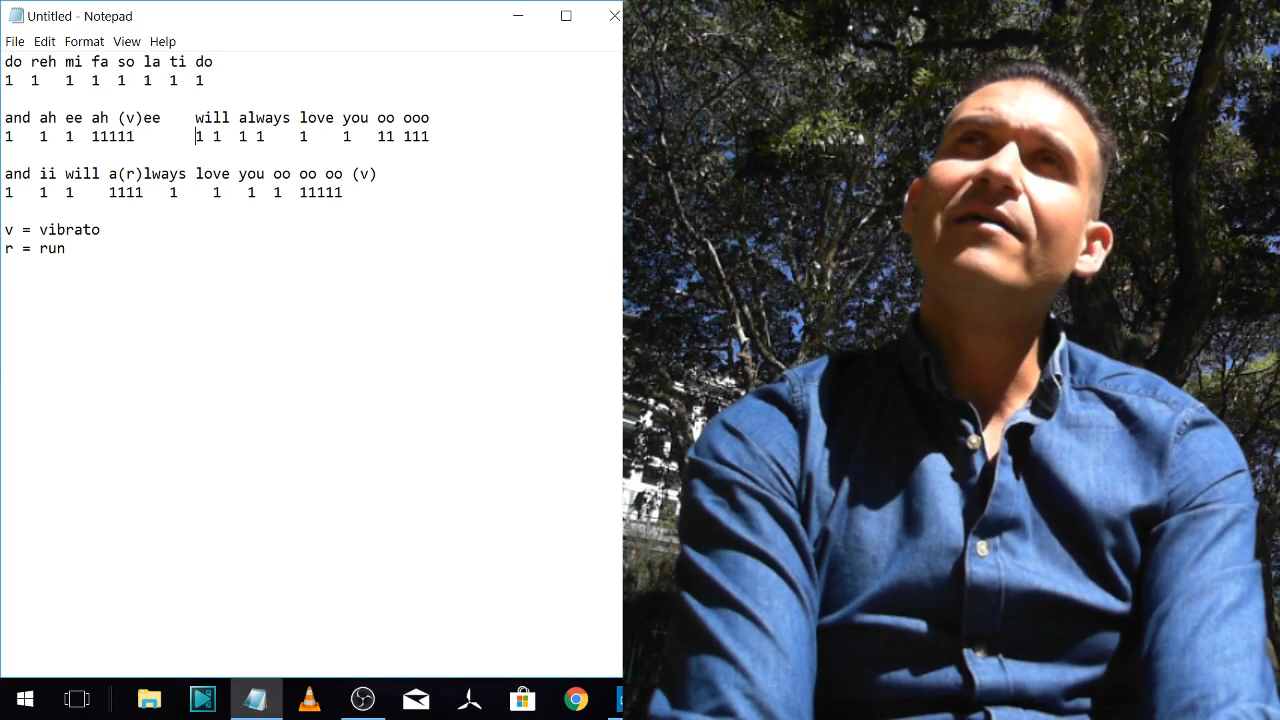 Untitled - Notepad
File Edit Format View Help
do reh mi fa so la ti do
1  1   1  1  1  1  1  1
and ah ee ah (v)ee    will always love you oo ooo
1   1  1  11111       1 1  1 1    1    1   11 111
and ii will a(r)lways love you oo oo oo (v)
1   1  1    1111   1    1   1  1  11111
v = vibrato
r = run